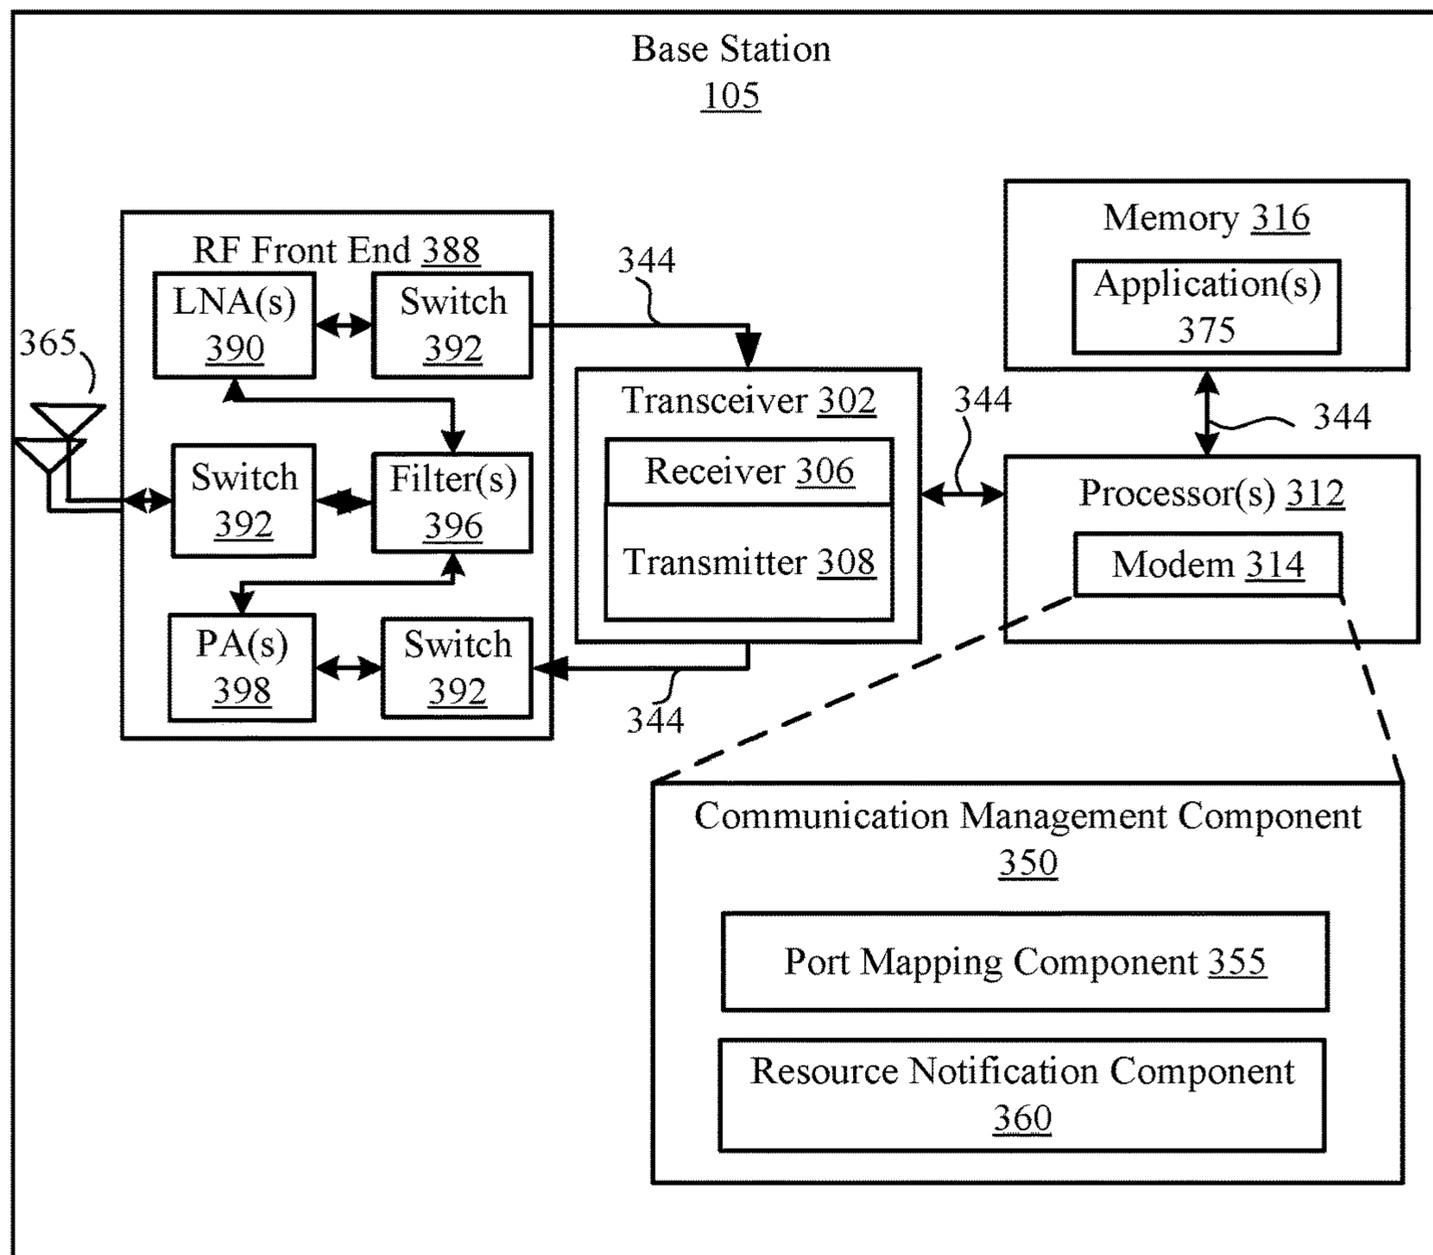 Base Station
105
RF Front End 388
LNA(s)
390
Switch
392
365
Switch
392
Filter(s)
396
PA(s)
398
Switch
392
344
344
Transceiver 302
Receiver 306
Transmitter 308
344
Memory 316
Application(s)
375
344
Processor(s) 312
Modem 314
Communication Management Component
350
Port Mapping Component 355
Resource Notification Component
360